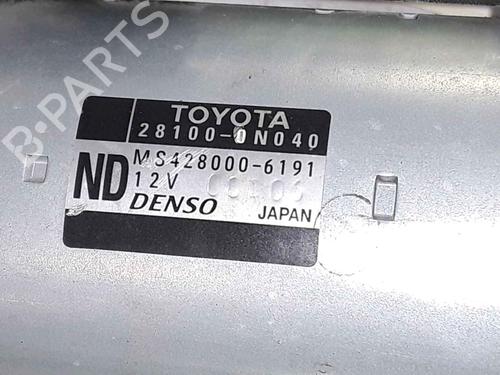 B·PARTS
TOYOTA
28100-0N040
ND MS428000-6191
12V
DENSO JAPAN